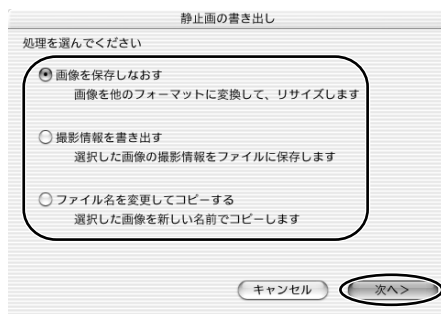 静止画の書き出し
処理を選んでください
画像を保存しなおす
画像を他のフォーマットに変換して、リサイズします
撮影情報を書き出す
選択した画像の撮影情報をファイルに保存します
ファイル名を変更してコピーする
選択した画像を新しい名前でコピーします
キャンセル 次へ>